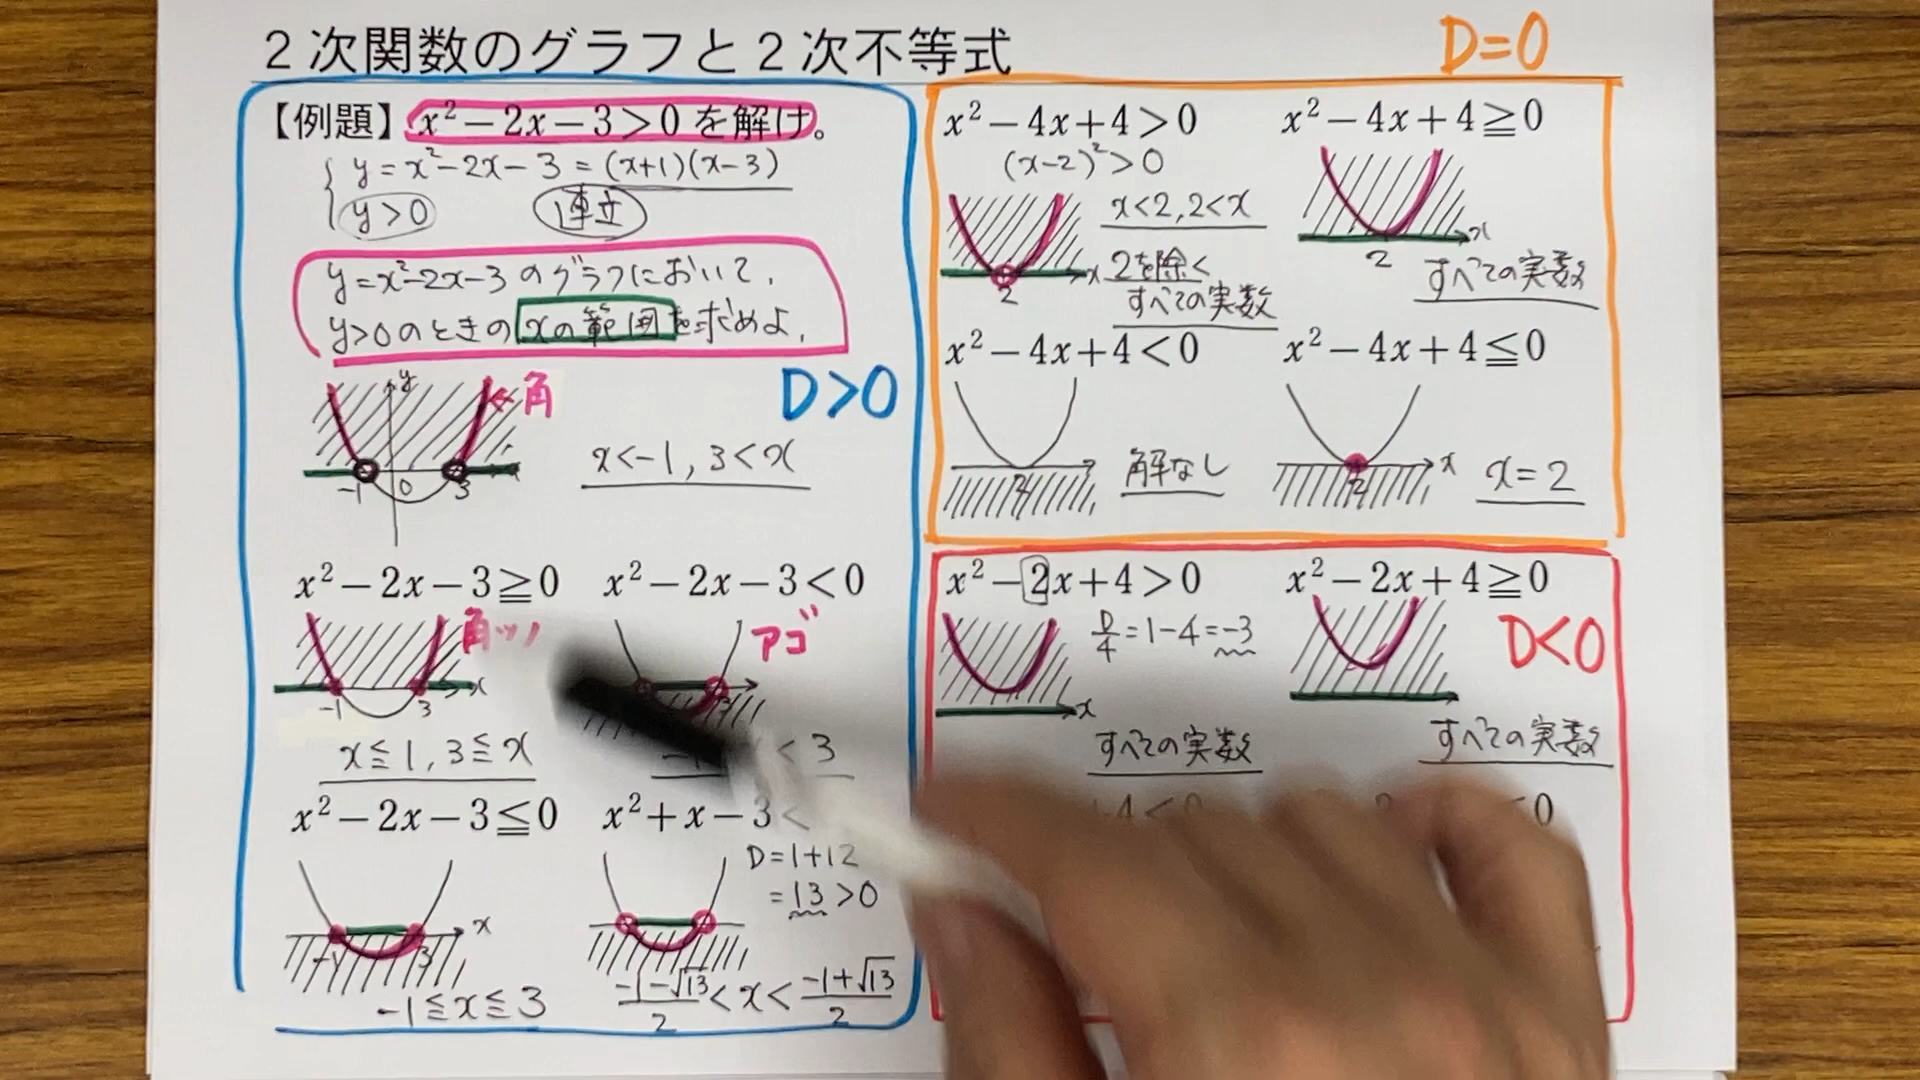 2次関数のグラフと2次不等式
【例題】x²−2x−3>0 を解け。
y=x²−2x−3=(x+1)(x−3)
y>0 連立
y=x²−2x−3のグラフにおいて、
y>0のときのxの範囲を求めよ、
D>0
y
角
-1 0 3
x<−1, 3<x
x²−2x−3≧0
角ツノ
-1 3 x
x≦1, 3≦x
x²−2x−3<0
アゴ
< 3
x²−2x−3≦0
x
-1 3
−1≦x≦3
x²+x−3<
D=1+12
=13>0
(−1−√13)/2<x<(−1+√13)/2
D=0
x²−4x+4>0
(x−2)²>0
x
2
x<2, 2<x
2を除く
すべての実数
x²−4x+4≧0
x
2
すべての実数
x²−4x+4<0
2
解なし
x²−4x+4≦0
x
2
x=2
x²−2x+4>0
D/4=1−4=−3
x
すべての実数
x²−2x+4≧0
D<0
すべての実数